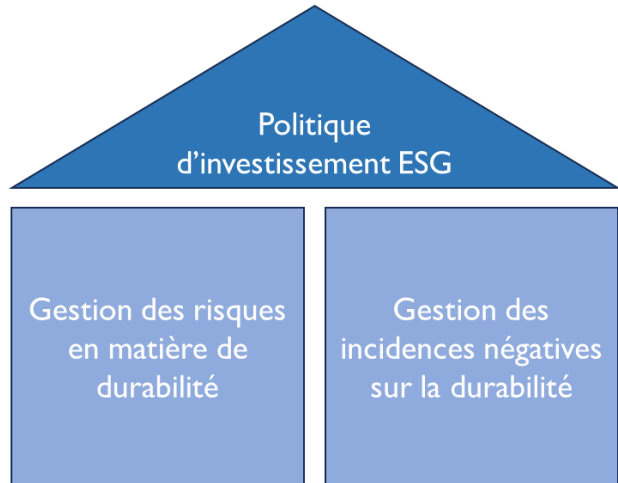 Politique
d'investissement ESG
Gestion des risques
en matière de
durabilité
Gestion des
incidences négatives
sur la durabilité